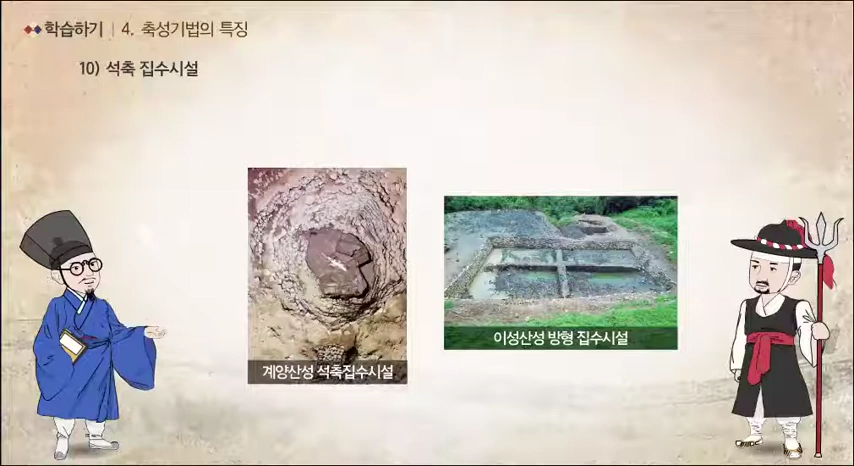 학습하기 | 4. 축성기법의 특징
10) 석축 집수시설
계양산성 석축집수시설
이성산성 방형 집수시설